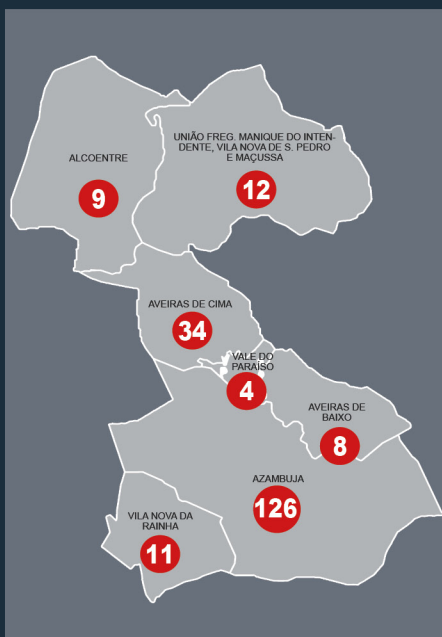 UNIÃO FREG. MANIQUE DO INTEN-
DENTE, VILA NOVA DE S. PEDRO
E MAÇUSSA
12
ALCOENTRE
9
AVEIRAS DE CIMA
34
VALE DO
PARAÍSO
4
AVEIRAS DE
BAIXO
8
AZAMBUJA
126
VILA NOVA DA
RAINHA
11